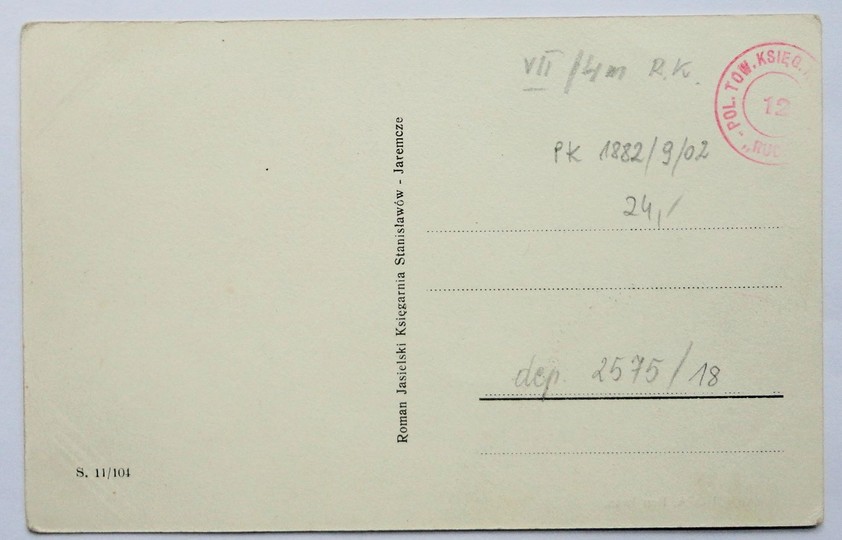 VII / 4m R.K.
"- POL. TOW. KSIĘG.
12
"RUC
PK 1882/9/02
24,/
Roman Jasielski Księgarnia Stanisławów - Jaremcze
dep. 2575/18
S. 11/104